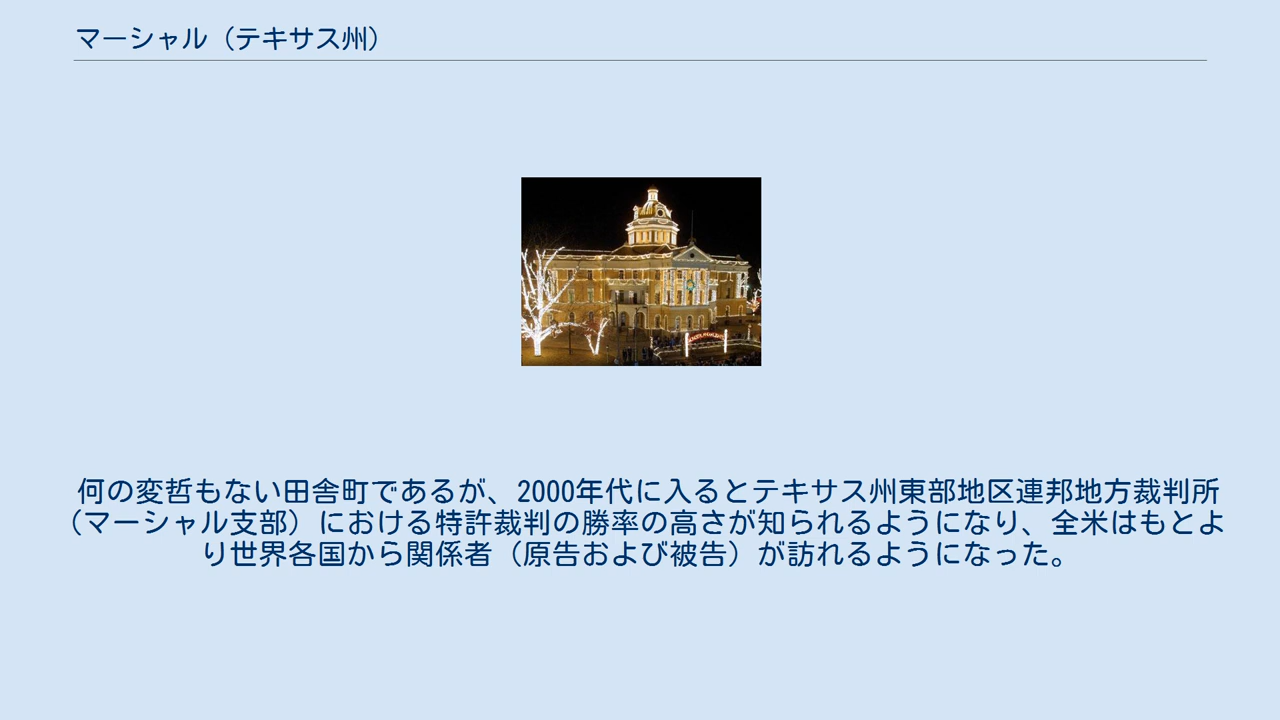 マーシャル（テキサス州）
何の変哲もない田舎町であるが、2000年代に入るとテキサス州東部地区連邦地方裁判所
（マーシャル支部）における特許裁判の勝率の高さが知られるようになり、全米はもとよ
り世界各国から関係者（原告および被告）が訪れるようになった。